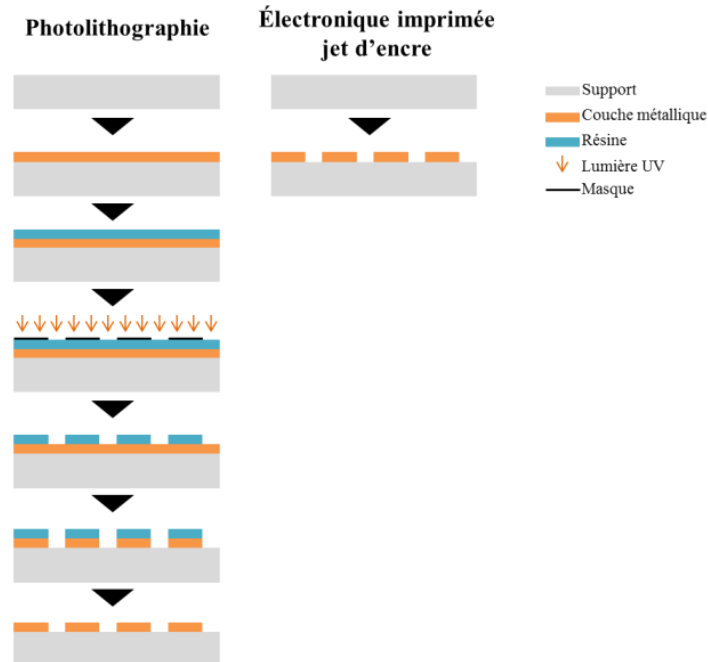 Photolithographie
Électronique imprimée
jet d’encre
Support
Couche métallique
Résine
Lumière UV
Masque